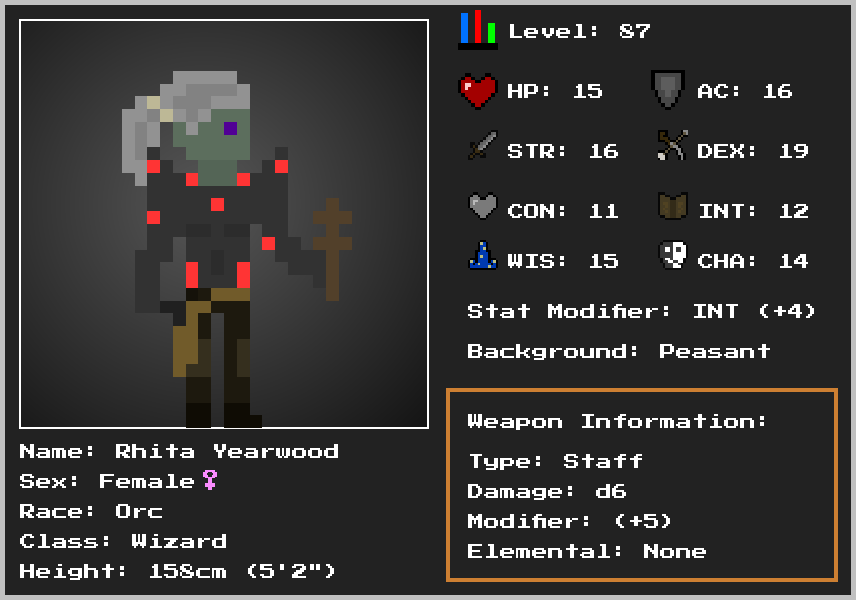 Level: 87
HP: 15 AC: 16
STR: 16 DEX: 19
CON: 11 INT: 12
WIS: 15 CHA: 14
Stat Modifier: INT (+4)
Background: Peasant
Weapon Information:
Type: Staff
Damage: d6
Modifier: (+5)
Elemental: None
Name: Rhita Yearwood
Sex: Female♀
Race: Orc
Class: Wizard
Height: 158cm (5'2")